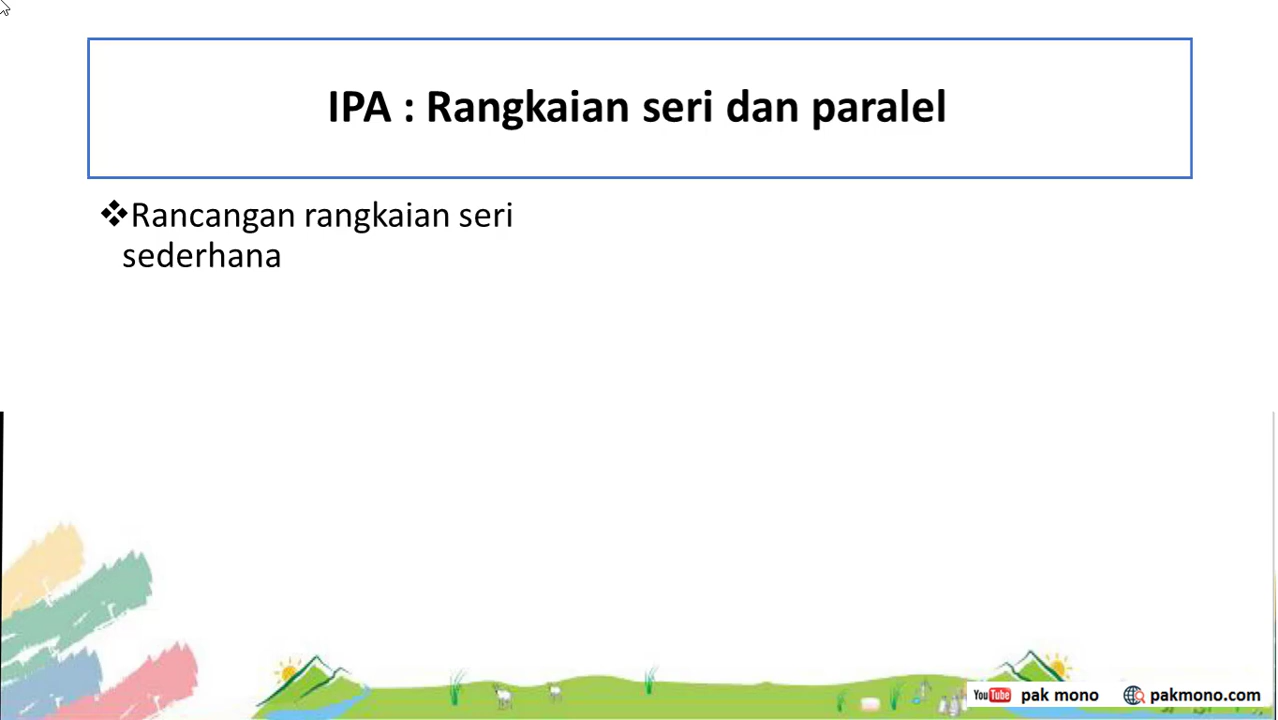 IPA : Rangkaian seri dan paralel
❖Rancangan rangkaian seri
sederhana
YouTube pak mono pakmono.com